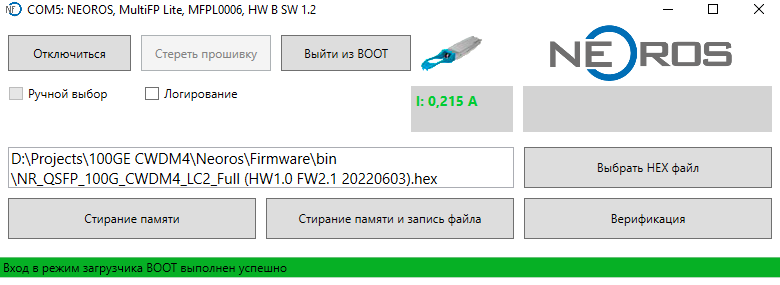 COM5: NEOROS, MultiFP Lite, MFPL0006, HW B SW 1.2
Отключиться
Стереть прошивку
Выйти из BOOT
NEOROS
Ручной выбор
Логирование
I: 0,215 A
D:\Projects\100GE CWDM4\Neoros\Firmware\bin
\NR_QSFP_100G_CWDM4_LC2_Full (HW1.0 FW2.1 20220603).hex
Выбрать HEX файл
Стирание памяти
Стирание памяти и запись файла
Верификация
Вход в режим загрузчика BOOT выполнен успешно